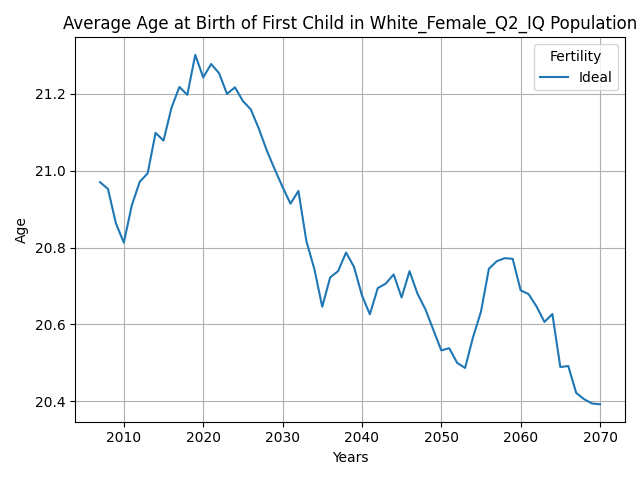 Average Age at Birth of First Child in White_Female_Q2_IQ Population
Fertility
Ideal
21.2
21.0
20.8
20.6
20.4
Age
2010 2020 2030 2040 2050 2060 2070
Years